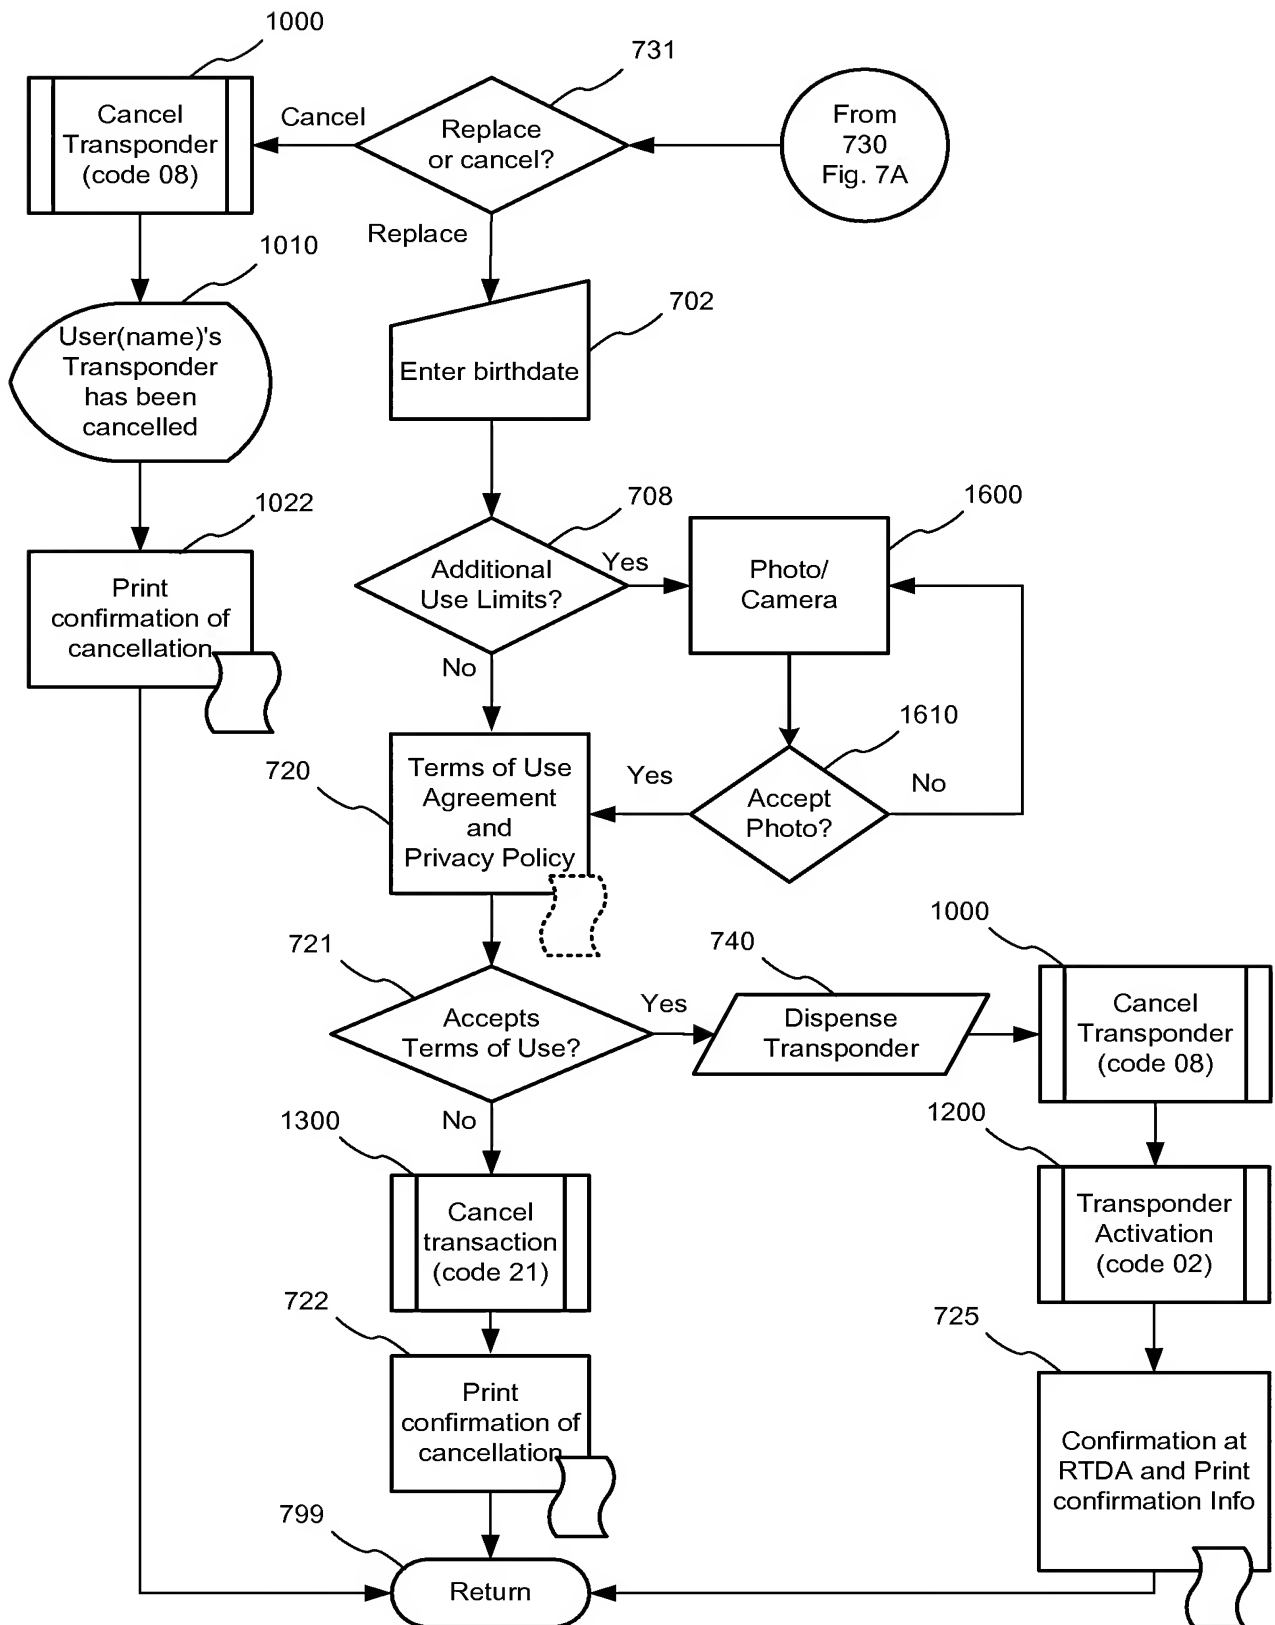 1000
731
Cancel
Transponder
(code 08)
Cancel
Replace
or cancel?
From
730
Fig. 7A
Replace
1010
User(name)'s
Transponder
has been
cancelled
702
Enter birthdate
1022
Print
confirmation of
cancellation
708
Additional
Use Limits?
Yes
No
1600
Photo/
Camera
1610
Accept
Photo?
Yes
No
720
Terms of Use
Agreement
and
Privacy Policy
721
Accepts
Terms of Use?
Yes
No
740
Dispense
Transponder
1000
Cancel
Transponder
(code 08)
1300
Cancel
transaction
(code 21)
1200
Transponder
Activation
(code 02)
722
Print
confirmation of
cancellation
725
Confirmation at
RTDA and Print
confirmation Info
799
Return